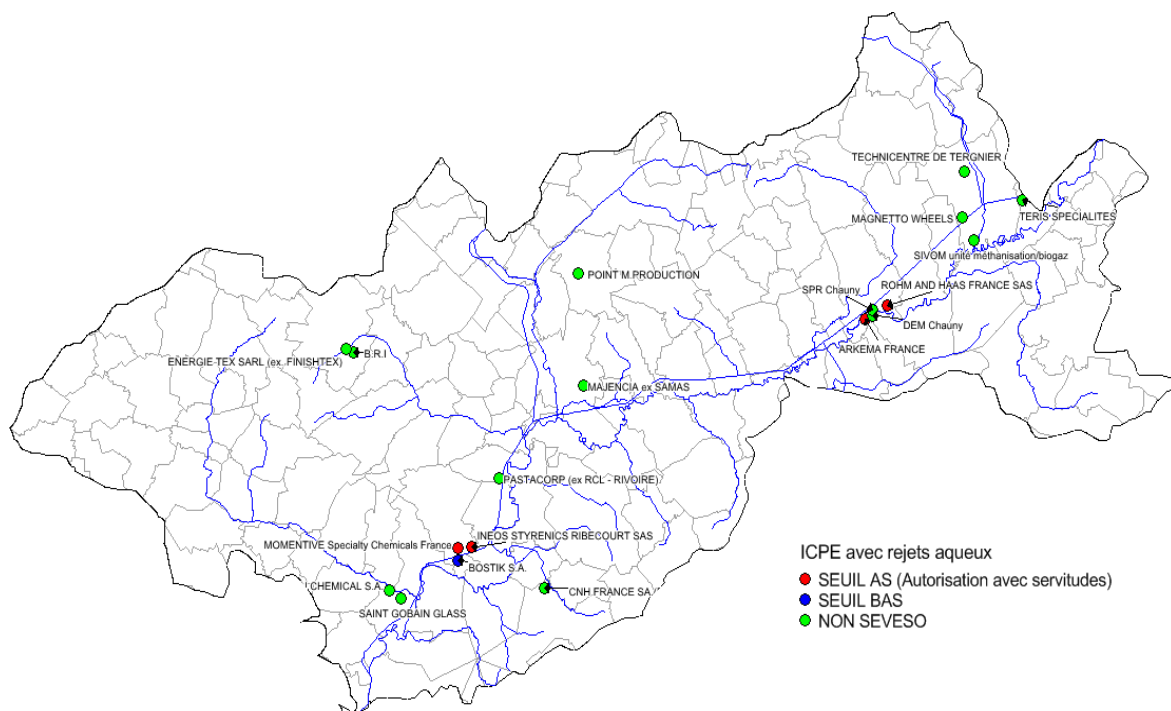 TECHNICENTRE DE TERGNIER
MAGNETTO WHEELS
TERIS SPECIALITES
SIVOM unité méthanisation/biogaz
POINT M PRODUCTION
SPR Chauny
ROHM AND HAAS FRANCE SAS
DEM Chauny
ARKEMA FRANCE
ENERGIE TEX SARL (ex. FINISHTEX)
B.R.I
MAJENCIA ex SAMAS
PASTACORP (ex RCL - RIVOIRE)
INEOS STYRENICS RIBECOURT SAS
MOMENTIVE Specialty Chemicals France
BOSTIK S.A.
CHEMICAL S.A.
CNH FRANCE SA
SAINT GOBAIN GLASS
ICPE avec rejets aqueux
SEUIL AS (Autorisation avec servitudes)
SEUIL BAS
NON SEVESO